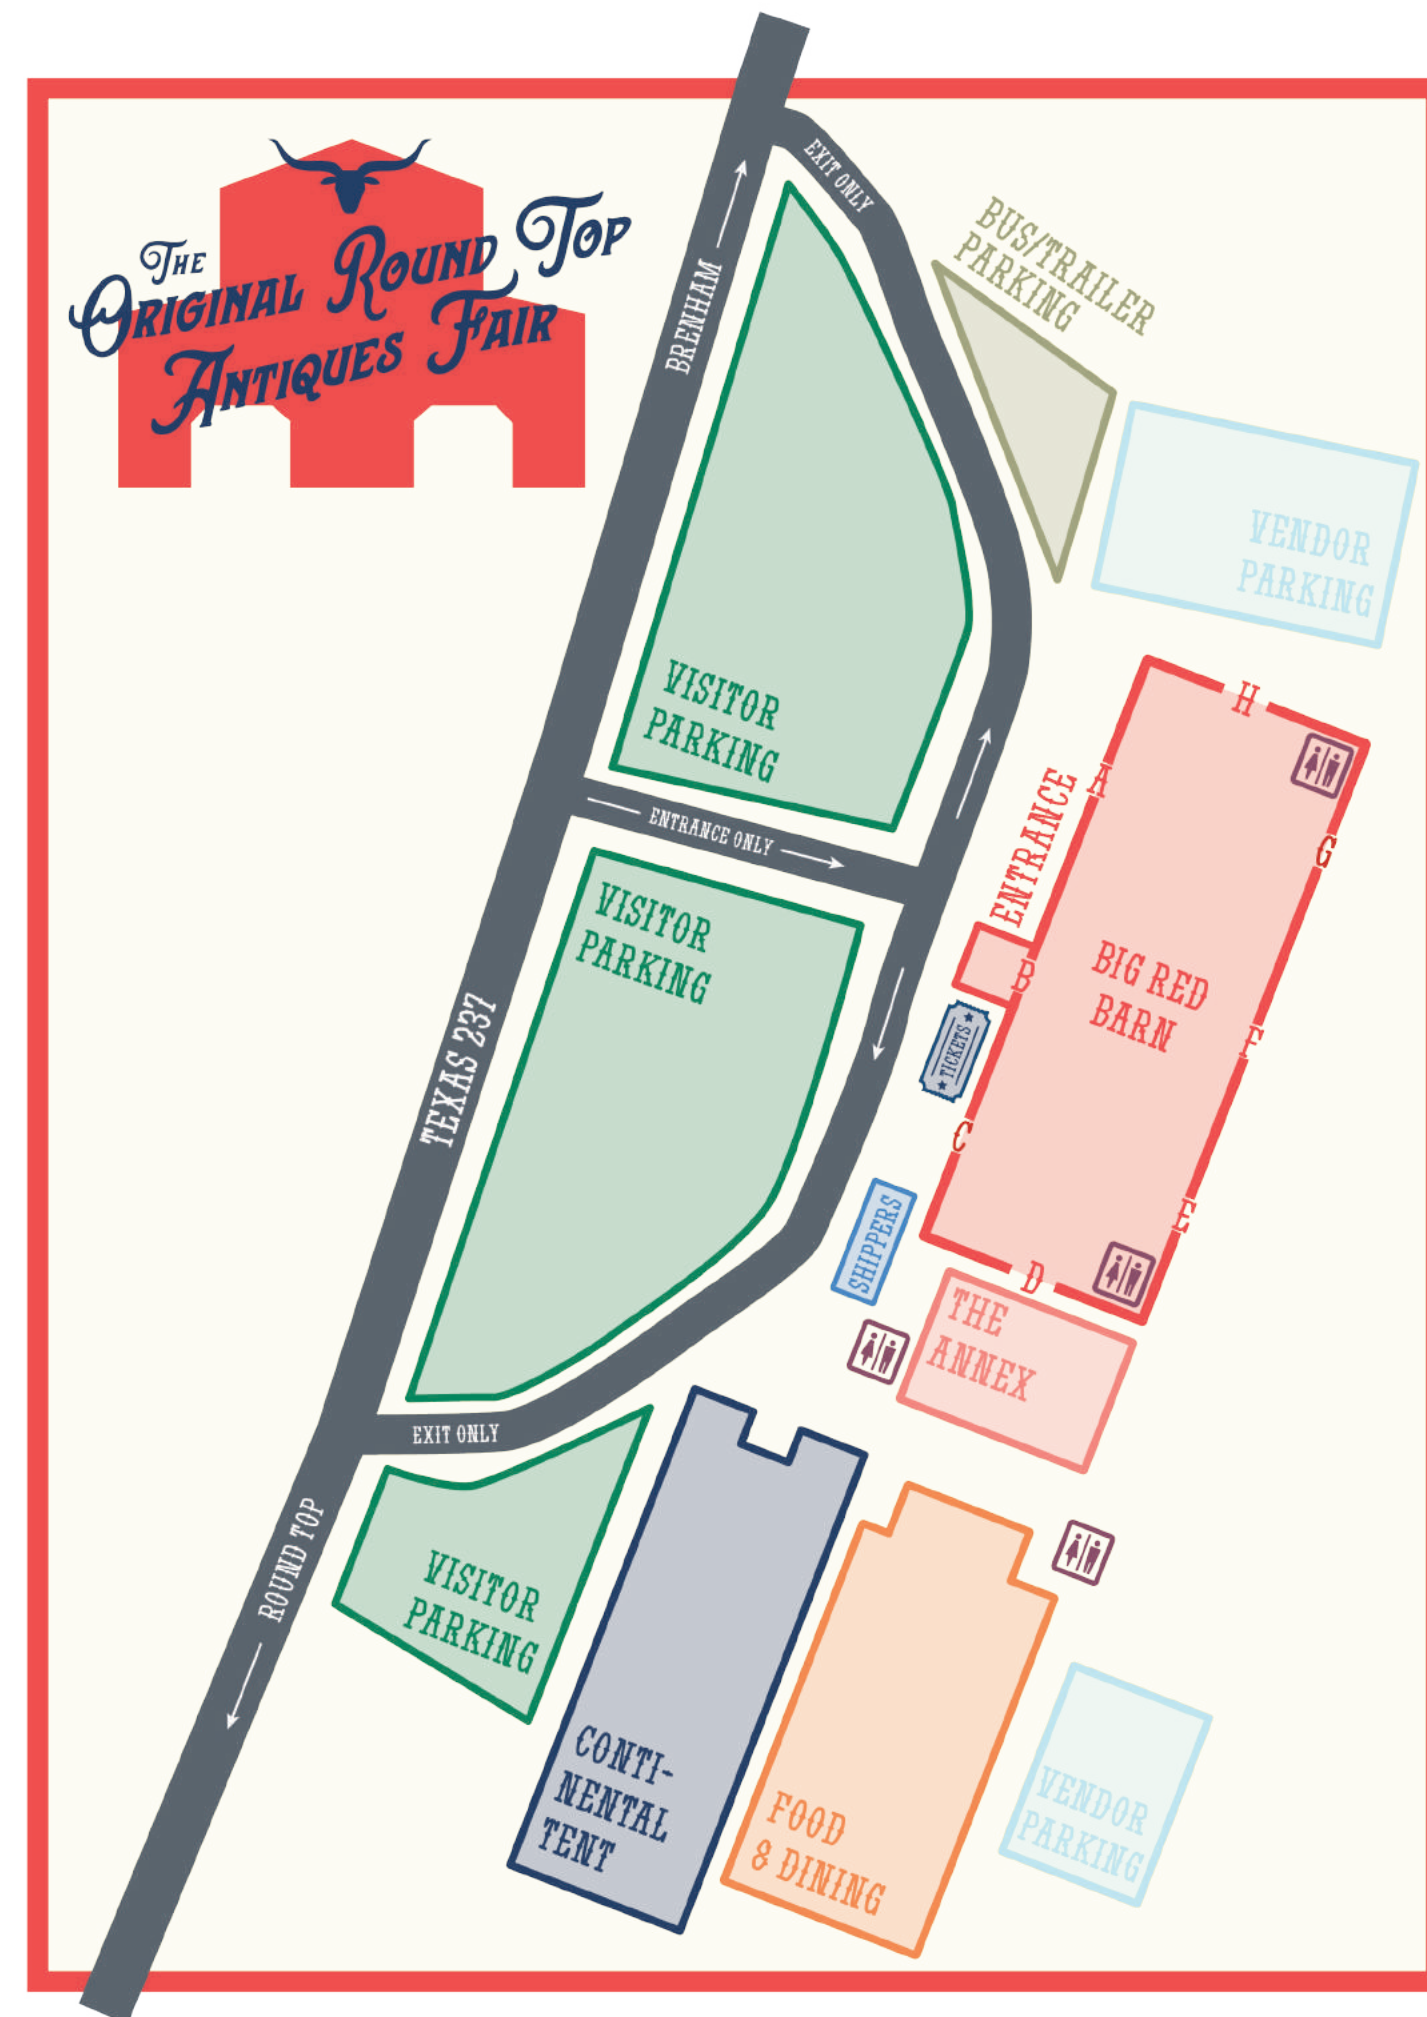 THE
ORIGINAL ROUND TOP
ANTIQUES FAIR
EXIT ONLY
BUS/TRAILER
PARKING
BRENHAM
VENDOR
PARKING
VISITOR
PARKING
H
A
ENTRANCE
G
ENTRANCE ONLY
VISITOR
PARKING
B
BIG RED
BARN
TEXAS 237
TICKETS
F
C
SHIPPERS
E
D
THE
ANNEX
EXIT ONLY
ROUND TOP
VISITOR
PARKING
CONTI-
NENTAL
TENT
FOOD
& DINING
VENDOR
PARKING